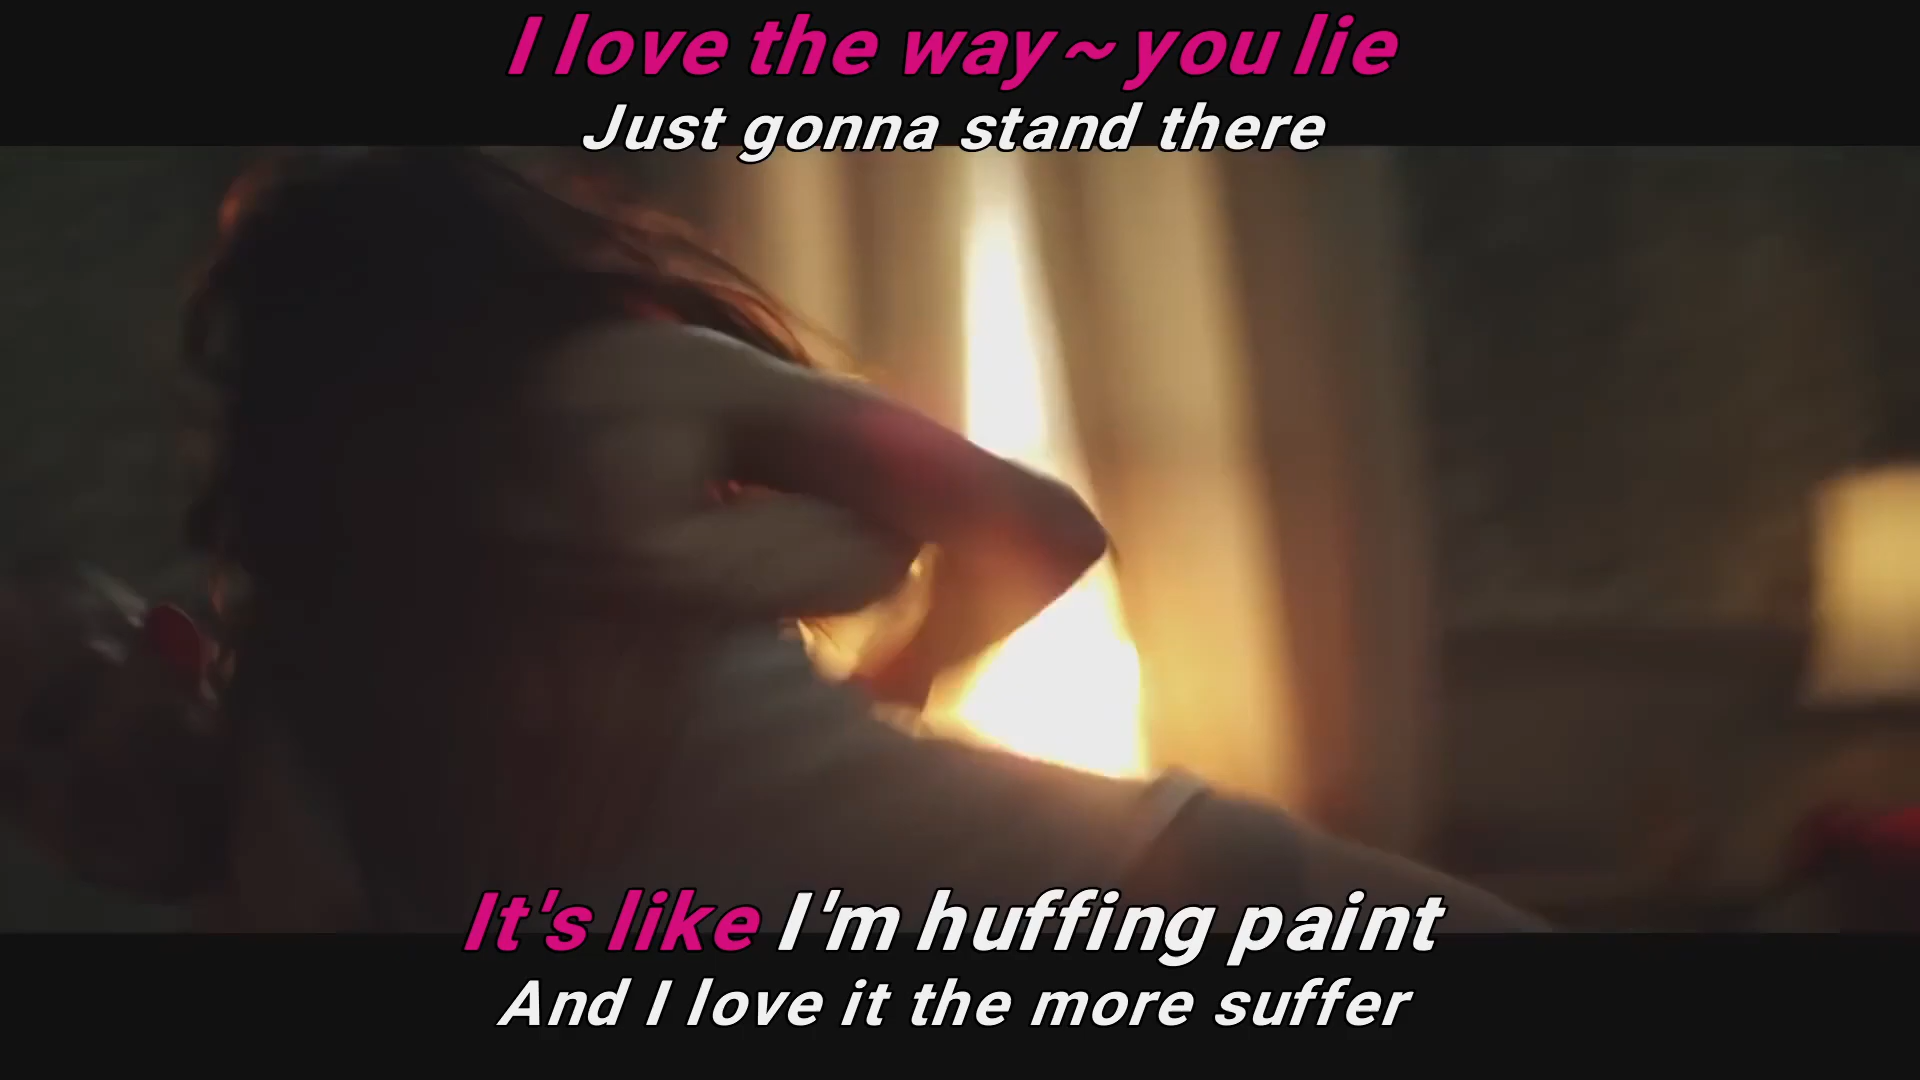 I love the way~you lie
Just gonna stand there
It's like I'm huffing paint
And I love it the more suffer